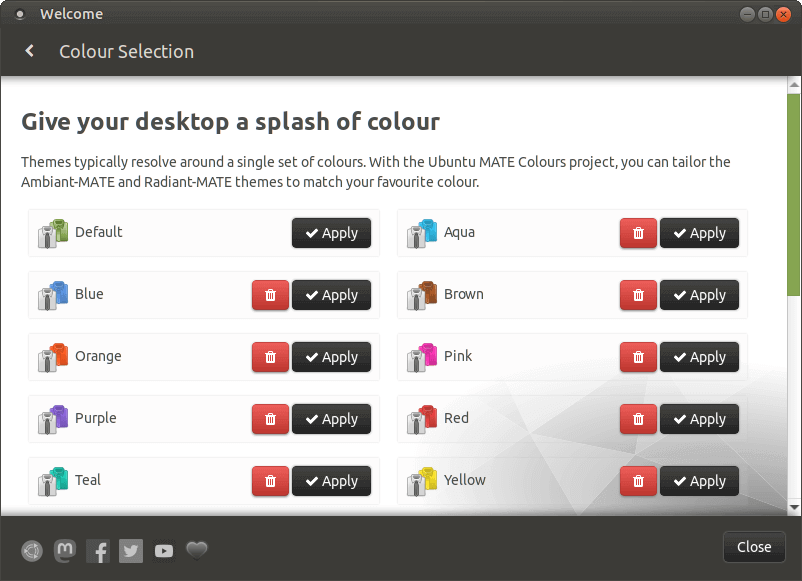 Welcome
Colour Selection
Give your desktop a splash of colour
Themes typically resolve around a single set of colours. With the Ubuntu MATE Colours project, you can tailor the
Ambiant-MATE and Radiant-MATE themes to match your favourite colour.
Default Apply Aqua Apply
Blue Apply Brown Apply
Orange Apply Pink Apply
Purple Apply Red Apply
Teal Apply Yellow Apply
Close